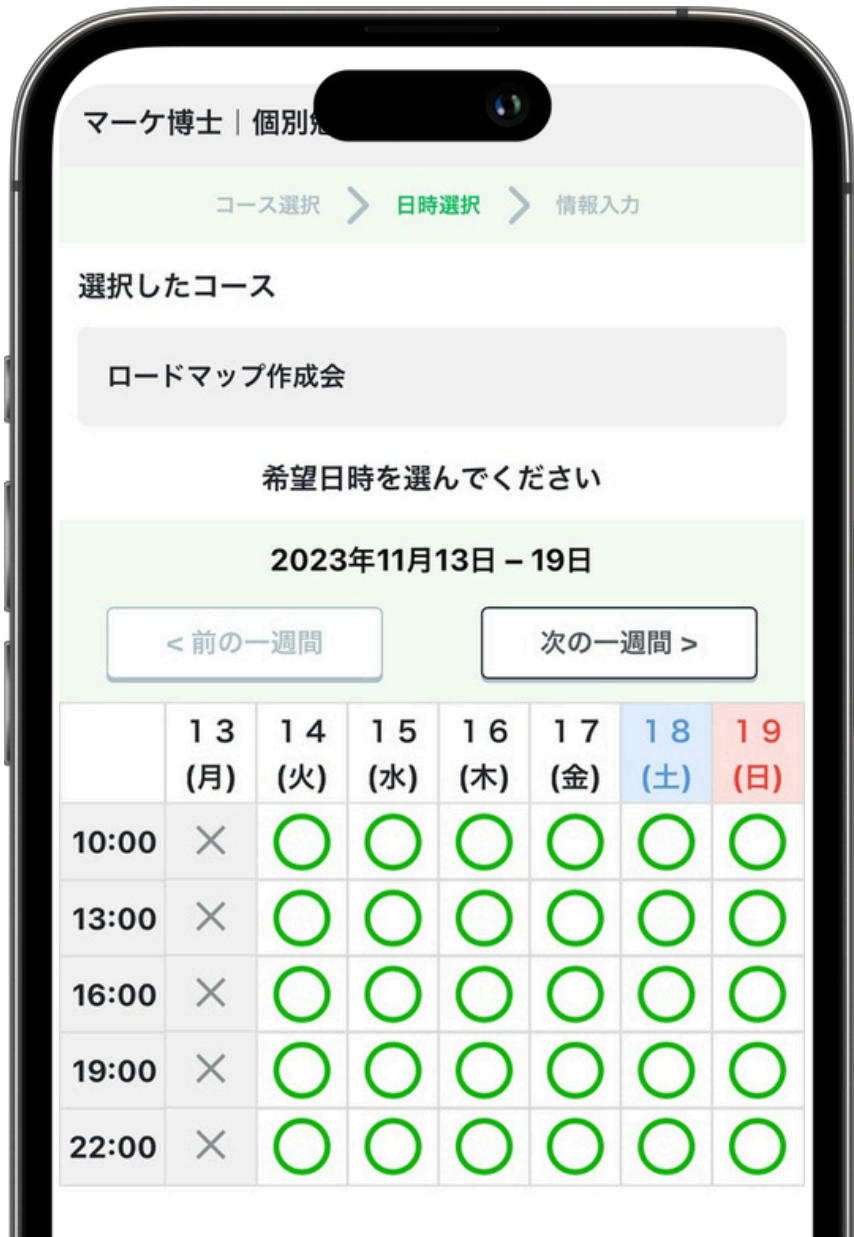 マーケ博士｜個別
コース選択 > 日時選択 > 情報入力
選択したコース
ロードマップ作成会
希望日時を選んでください
2023年11月13日 – 19日
< 前の一週間 次の一週間 >
13 14 15 16 17 18 19
(月) (火) (水) (木) (金) (土) (日)
10:00 × ○ ○ ○ ○ ○ ○
13:00 × ○ ○ ○ ○ ○ ○
16:00 × ○ ○ ○ ○ ○ ○
19:00 × ○ ○ ○ ○ ○ ○
22:00 × ○ ○ ○ ○ ○ ○